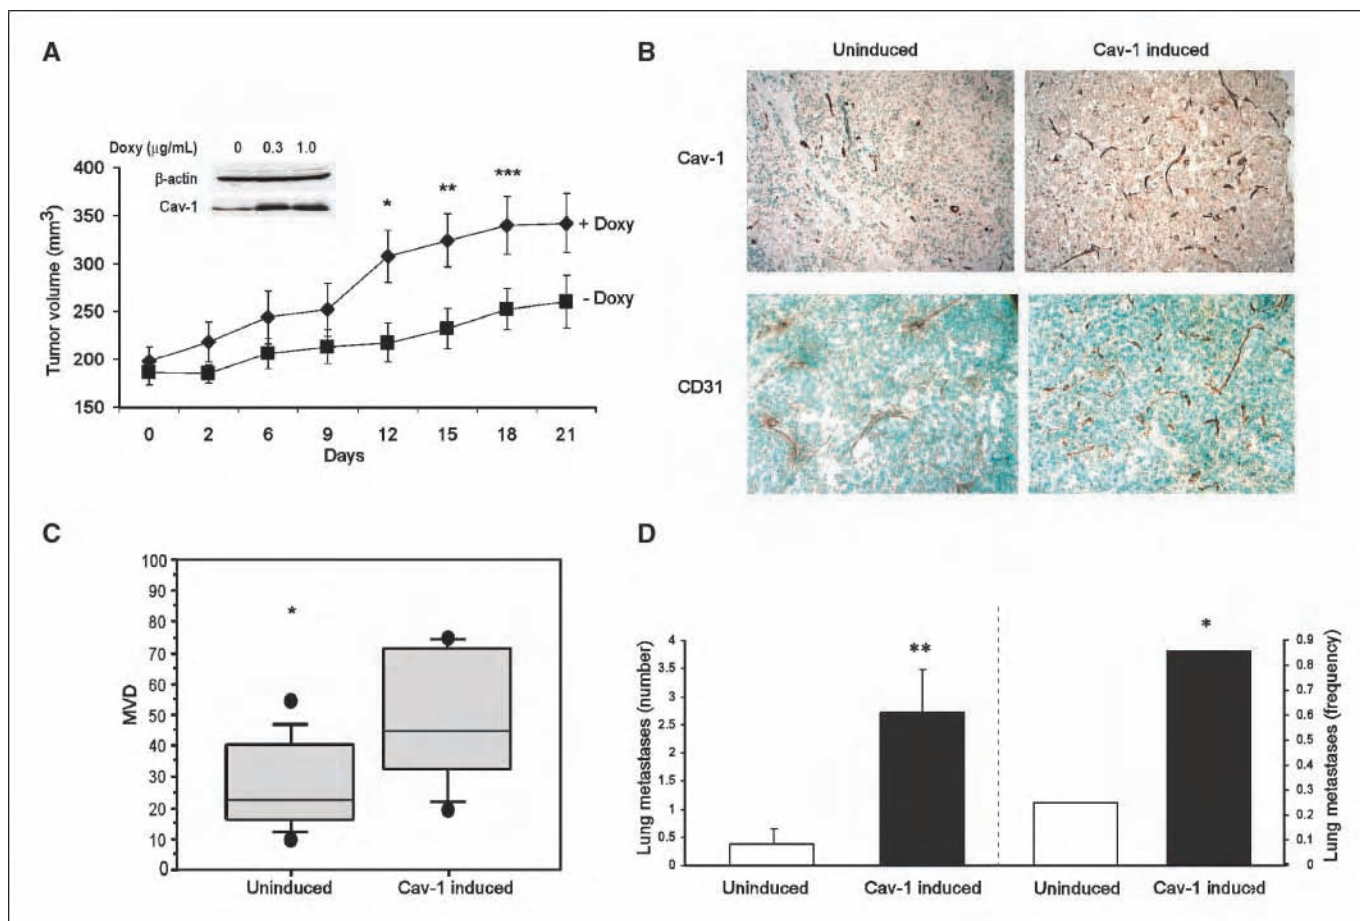 A
Doxy (μg/mL) 0 0.3 1.0
β-actin
Cav-1
Tumor volume (mm3)
400
350
300
250
200
150
* ** ***
+ Doxy
- Doxy
0 2 6 9 12 15 18 21
Days
B
Uninduced Cav-1 induced
Cav-1
CD31
C
MVD
100
90
80
70
60
50
40
30
20
10
0
*
Uninduced Cav-1 induced
D
Lung metastases (number)
4
3.5
3
2.5
2
1.5
1
0.5
0
**
*
0.9
0.8
0.7
0.6
0.5
0.4
0.3
0.2
0.1
0
Lung metastases (frequency)
Uninduced Cav-1 induced Uninduced Cav-1 induced